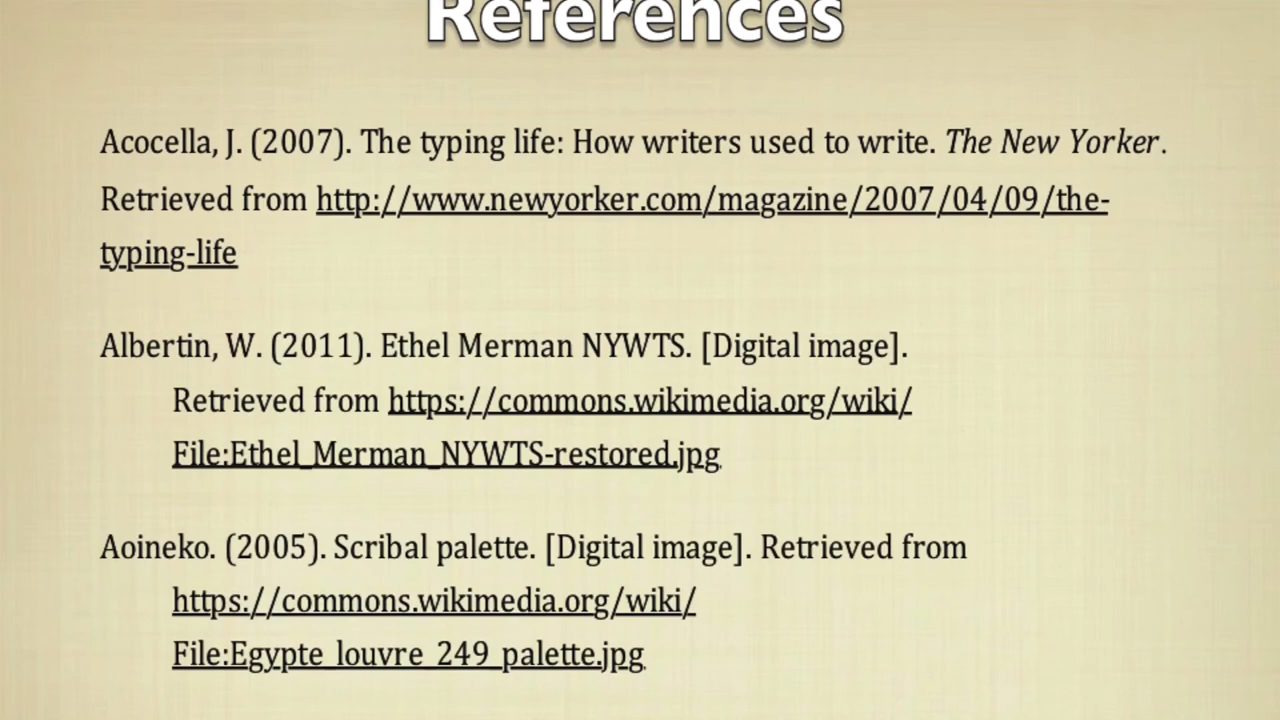 References
Acocella, J. (2007). The typing life: How writers used to write. The New Yorker.
Retrieved from http://www.newyorker.com/magazine/2007/04/09/the-
typing-life
Albertin, W. (2011). Ethel Merman NYWTS. [Digital image].
Retrieved from https://commons.wikimedia.org/wiki/
File:Ethel_Merman_NYWTS-restored.jpg
Aoineko. (2005). Scribal palette. [Digital image]. Retrieved from
https://commons.wikimedia.org/wiki/
File:Egypte_louvre_249_palette.jpg